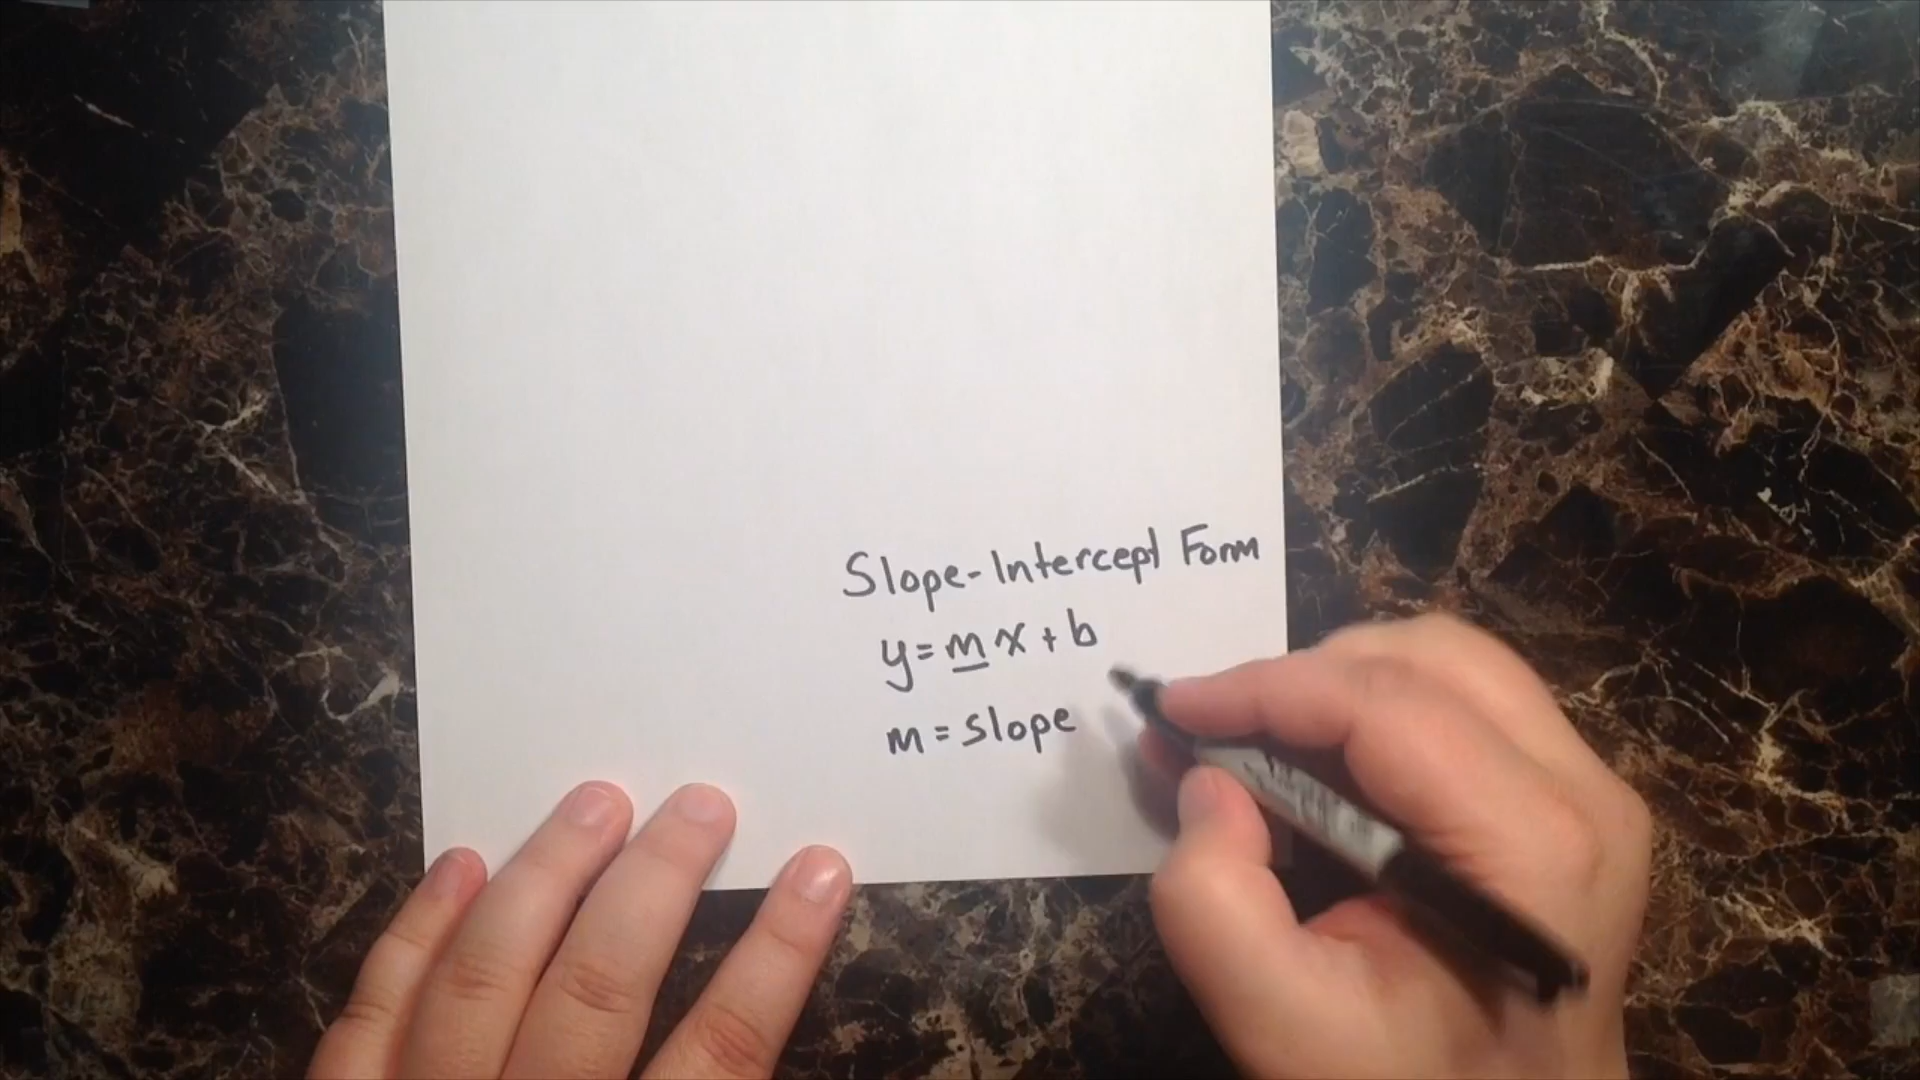 Slope-Intercept Form
y = mx + b
m = slope